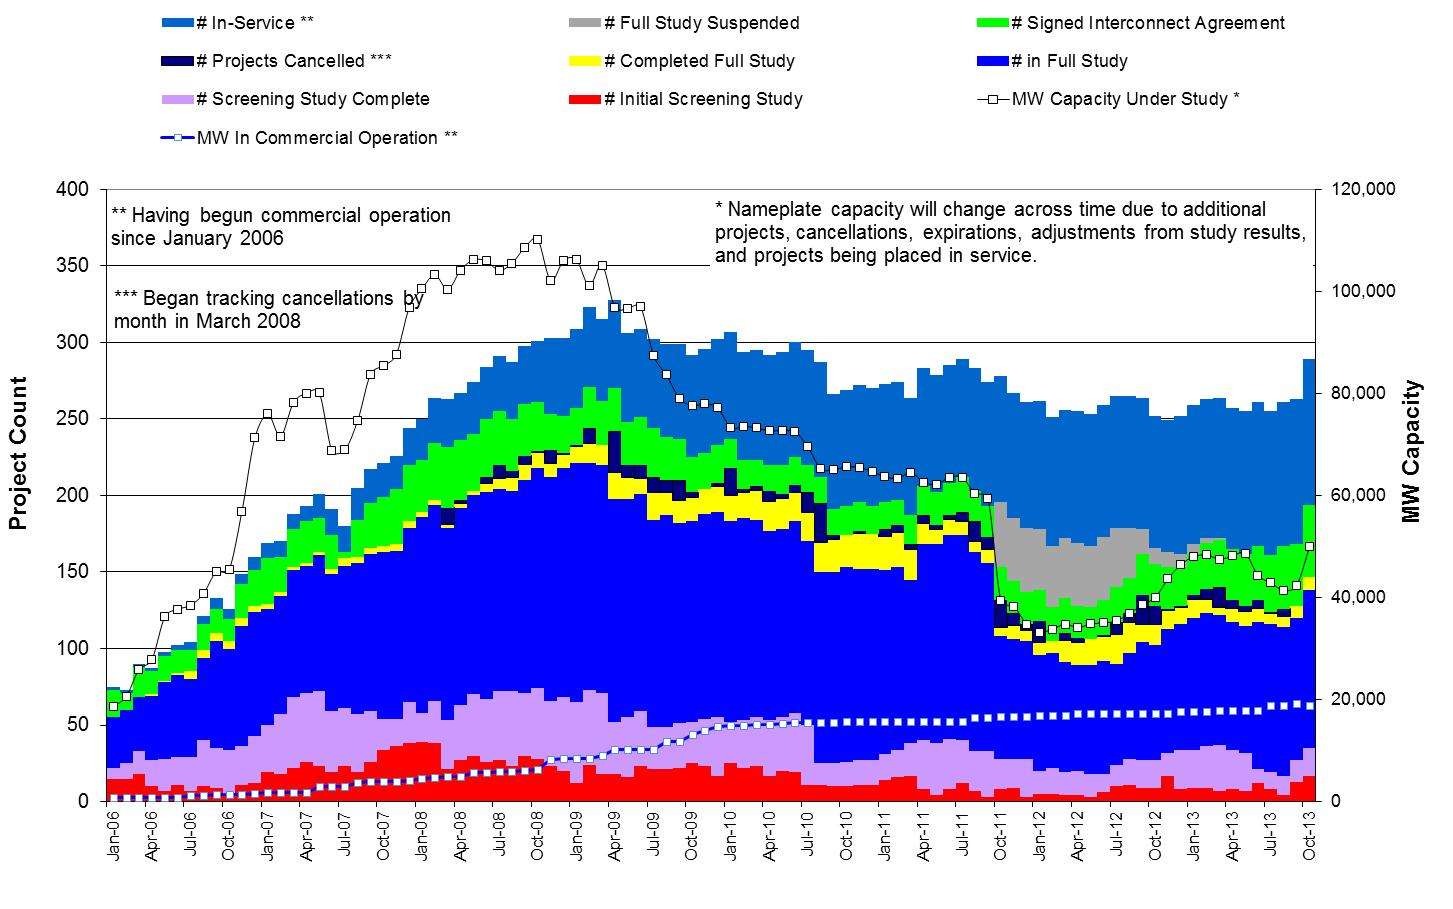 # In-Service **
# Full Study Suspended
# Signed Interconnect Agreement
# Projects Cancelled ***
# Completed Full Study
# in Full Study
# Screening Study Complete
# Initial Screening Study
MW Capacity Under Study *
MW In Commercial Operation **
Project Count
400
350
300
250
200
150
100
50
0
** Having begun commercial operation
since January 2006
*** Began tracking cancellations by
month in March 2008
* Nameplate capacity will change across time due to additional
projects, cancellations, expirations, adjustments from study results,
and projects being placed in service.
120,000
100,000
80,000
60,000
40,000
20,000
0
MW Capacity
Jan-06
Apr-06
Jul-06
Oct-06
Jan-07
Apr-07
Jul-07
Oct-07
Jan-08
Apr-08
Jul-08
Oct-08
Jan-09
Apr-09
Jul-09
Oct-09
Jan-10
Apr-10
Jul-10
Oct-10
Jan-11
Apr-11
Jul-11
Oct-11
Jan-12
Apr-12
Jul-12
Oct-12
Jan-13
Apr-13
Jul-13
Oct-13